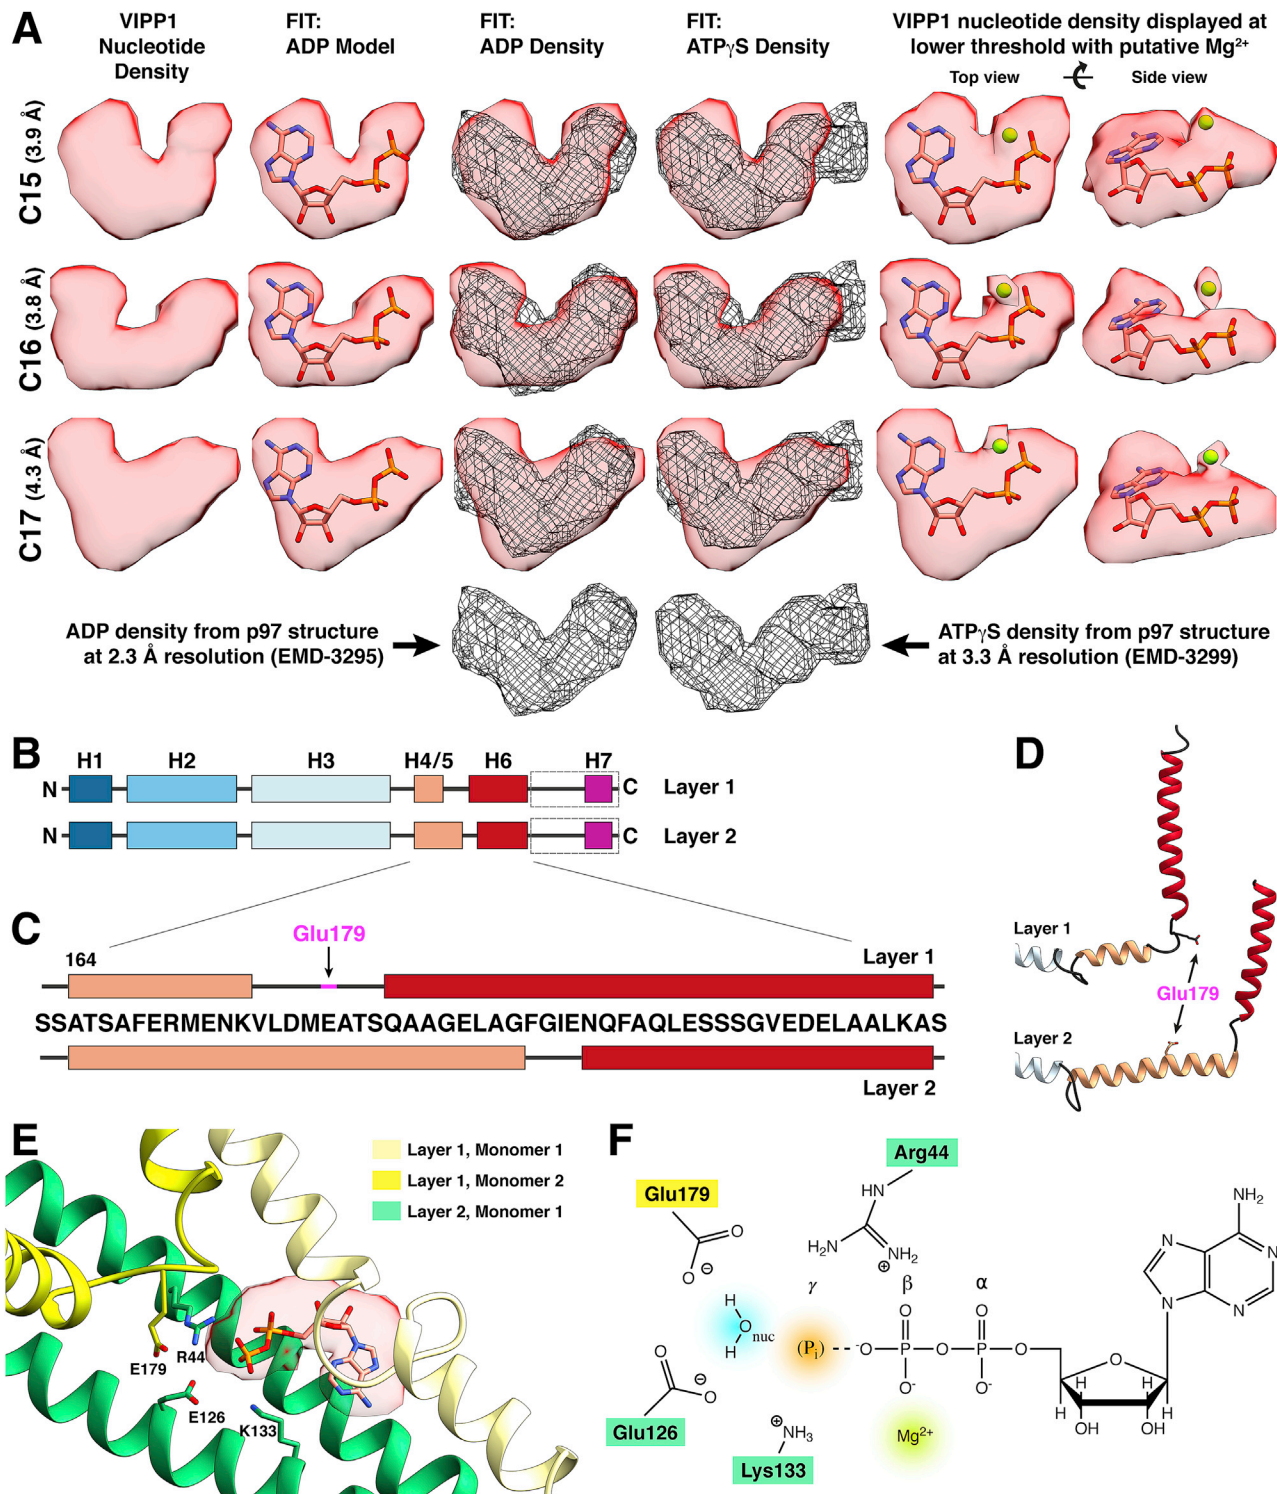 A
VIPP1
Nucleotide
Density
FIT:
ADP Model
FIT:
ADP Density
FIT:
ATPγS Density
VIPP1 nucleotide density displayed at
lower threshold with putative Mg²⁺
Top view
Side view
C15 (3.9 Å)
C16 (3.8 Å)
C17 (4.3 Å)
ADP density from p97 structure
at 2.3 Å resolution (EMD-3295)
ATPγS density from p97 structure
at 3.3 Å resolution (EMD-3299)
B
H1 H2 H3 H4/5 H6 H7
N C Layer 1
N C Layer 2
C
Glu179
164
Layer 1
SSATSAFERMENKVLDMEATSQAAGELAGFGIENQFAQLESSSGVEDELAALKAS
Layer 2
D
Layer 1
Glu179
Layer 2
E
Layer 1, Monomer 1
Layer 1, Monomer 2
Layer 2, Monomer 1
E179
R44
E126
K133
F
Arg44
Glu179
HN
H₂N
NH₂
⊕
O
O
⊖
γ
β
α
H
O
nuc
H
(Pᵢ)
-O
P
O
O-
O
P
O
O-
O
NH₂
N
N
N
N
O
H
H
H
H
OH
OH
O
O
⊖
Glu126
⊕
NH₃
Lys133
Mg²⁺